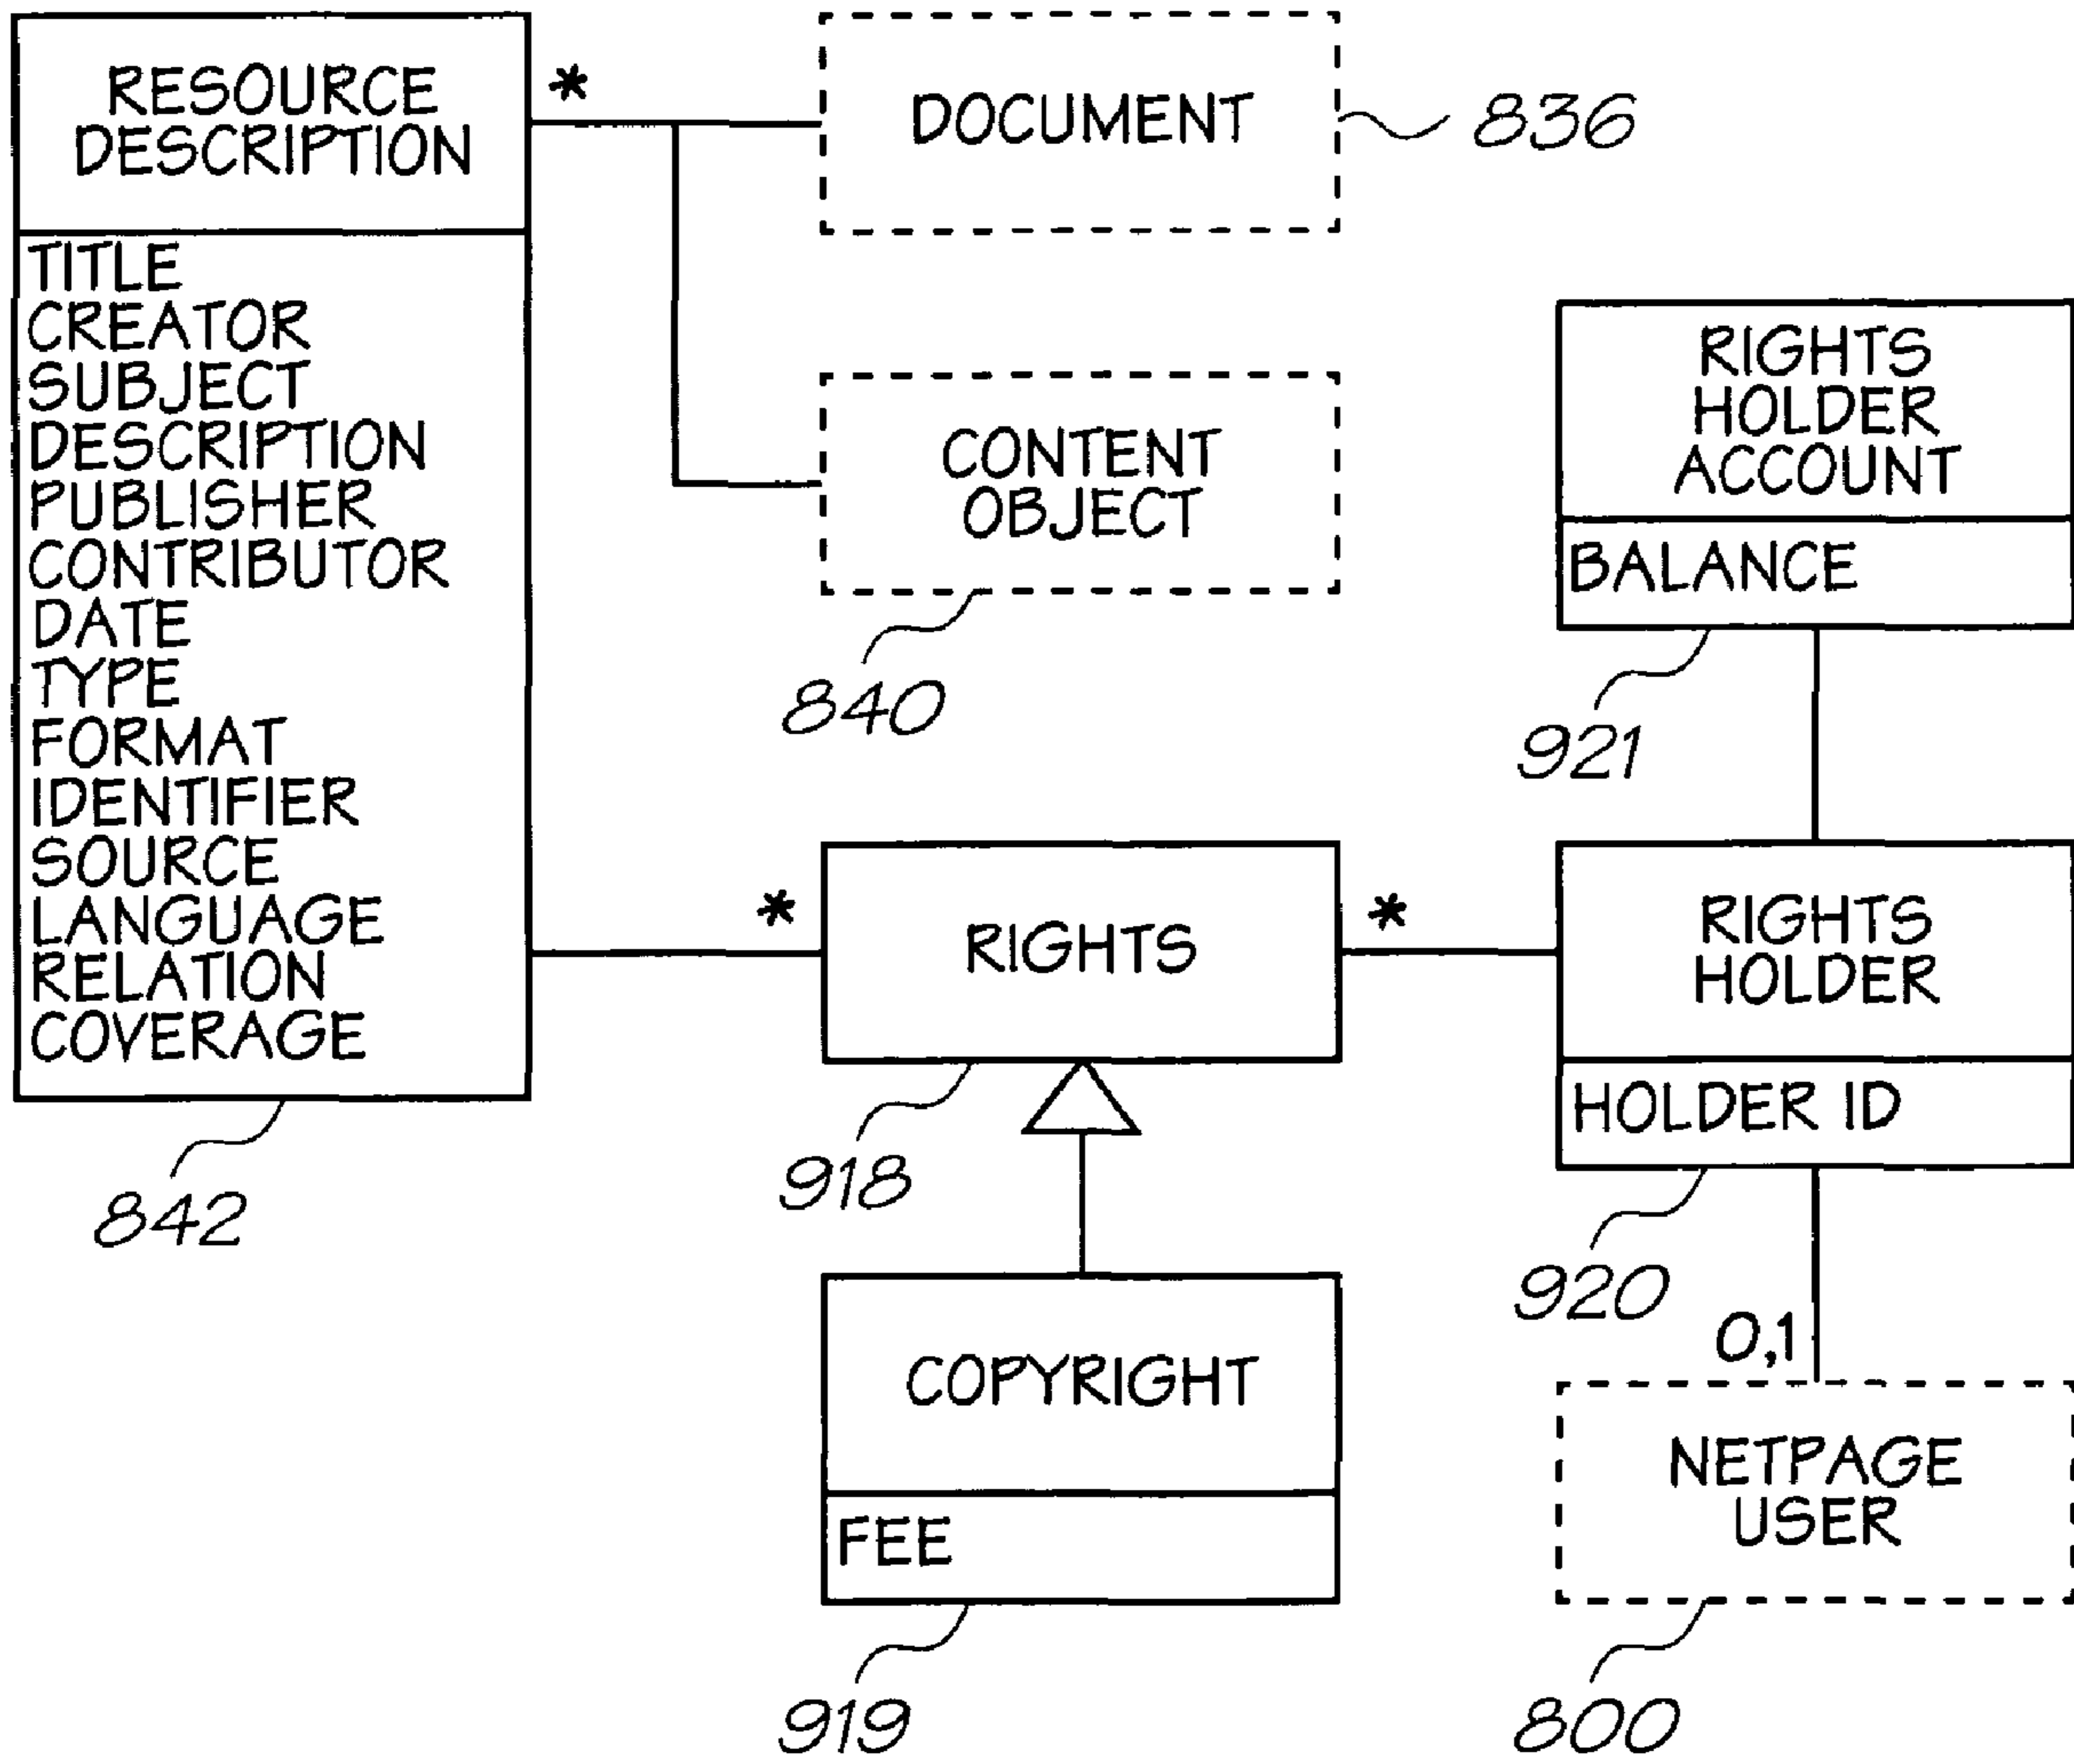 RESOURCE
DESCRIPTION
TITLE
CREATOR
SUBJECT
DESCRIPTION
PUBLISHER
CONTRIBUTOR
DATE
TYPE
FORMAT
IDENTIFIER
SOURCE
LANGUAGE
RELATION
COVERAGE
842
*
DOCUMENT
836
CONTENT
OBJECT
840
RIGHTS
HOLDER
ACCOUNT
BALANCE
921
*
RIGHTS
*
918
RIGHTS
HOLDER
HOLDER ID
920
0,1
COPYRIGHT
FEE
919
NETPAGE
USER
800